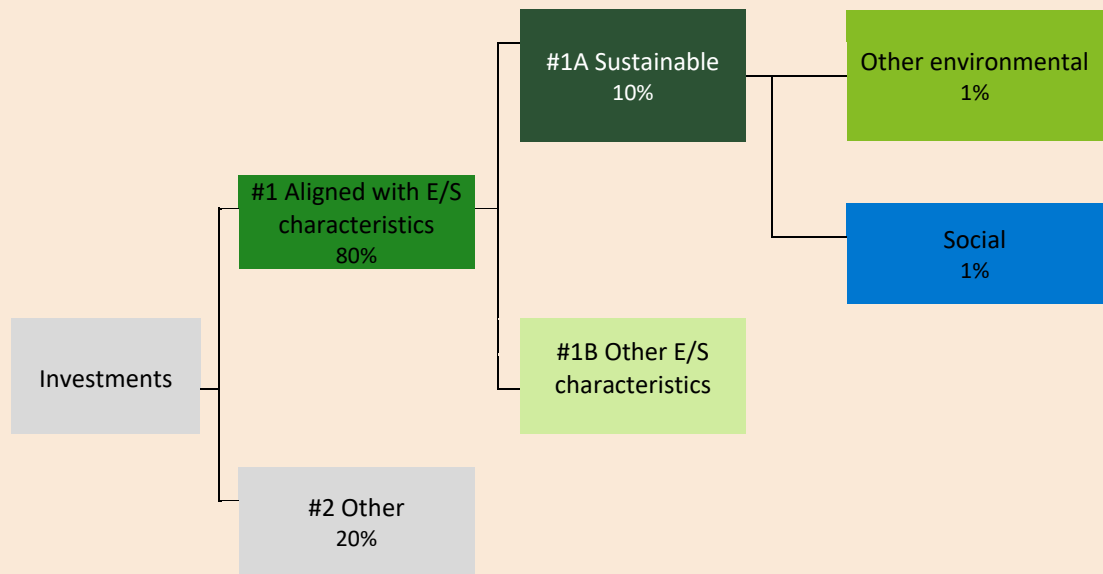 #1A Sustainable
10%
Other environmental
1%
#1 Aligned with E/S
characteristics
80%
Social
1%
Investments
#1B Other E/S
characteristics
#2 Other
20%